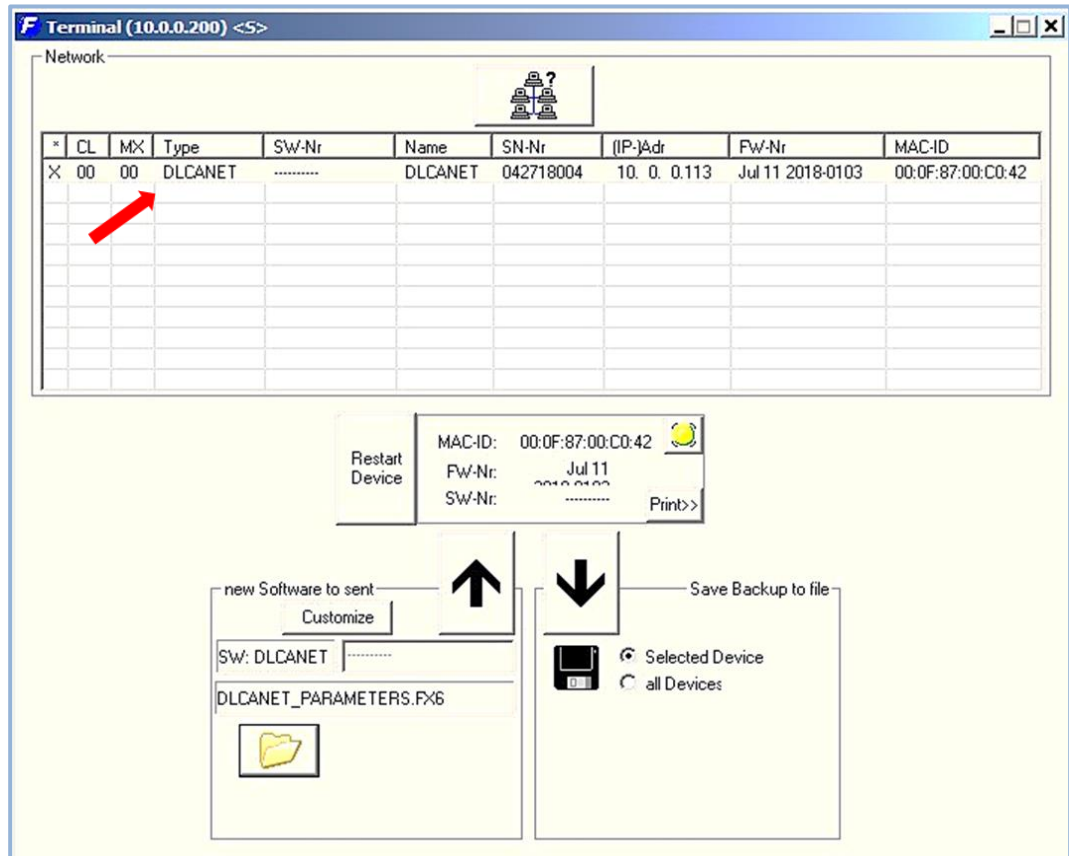 F Terminal (10.0.0.200) <S>
Network
?
* CL MX Type SW-Nr Name SN-Nr (IP-)Adr FW-Nr MAC-ID
X 00 00 DLCANET ---------- DLCANET 042718004 10. 0. 0.113 Jul 11 2018-0103 00:0F:87:00:C0:42
Restart
Device
MAC-ID: 00:0F:87:00:C0:42
FW-Nr: Jul 11
SW-Nr: ----------
Print>>
new Software to sent
Customize
SW: DLCANET ----------
DLCANET_PARAMETERS.FX6
Save Backup to file
Selected Device
all Devices